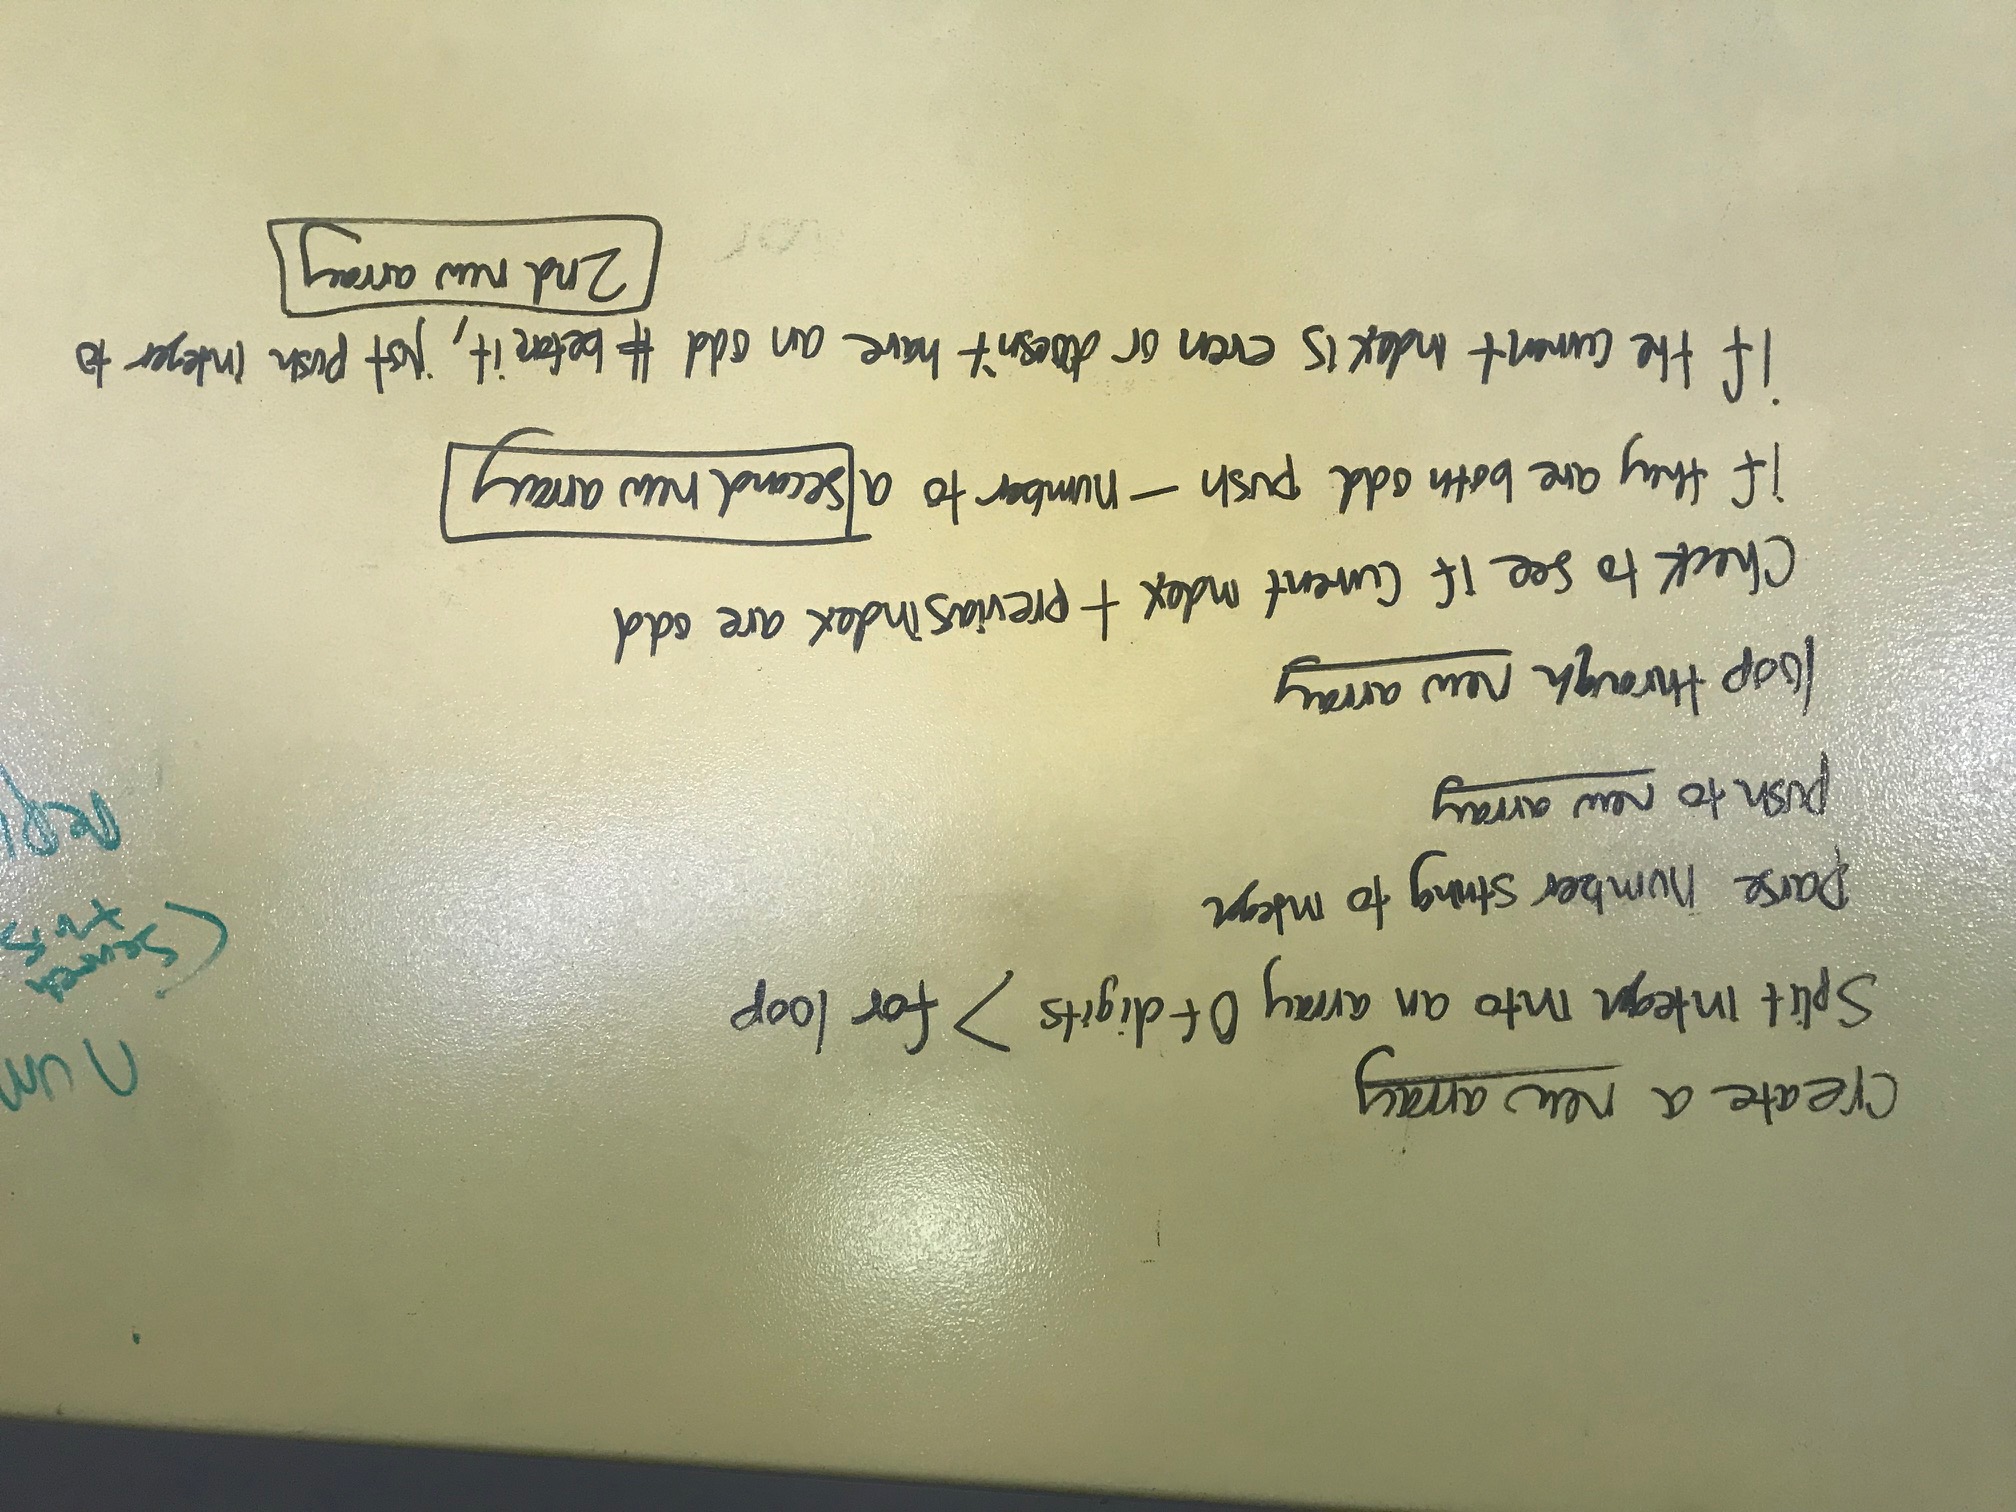 Create a new array
Split integer into an array Of digits > for loop
parse number string to integer
push to new array
loop through new array
Check to see if Current index + previous index are odd
if they are both odd push — number to a second new array
if the current index is even or doesn't have an odd # before it, just push integer to
2nd new array
or
num
(search
this
repl